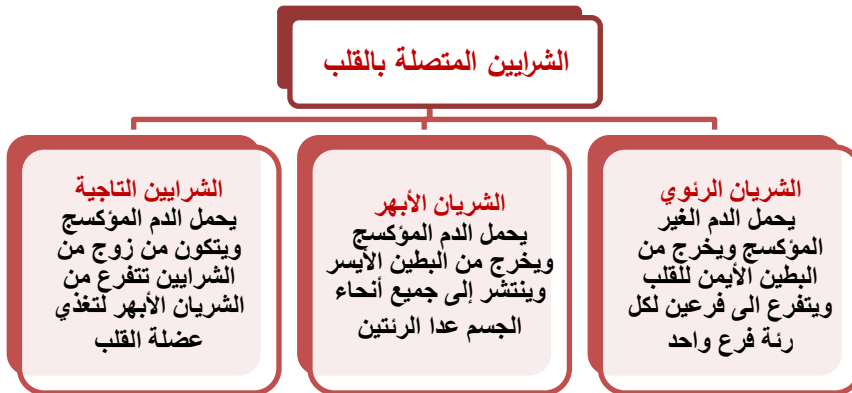 الشرايين المتصلة بالقلب
الشريان الرئوي
يحمل الدم الغير
المؤكسج ويخرج من
البطين الأيمن للقلب
ويتفرع الى فرعين لكل
رئة فرع واحد
الشريان الأبهر
يحمل الدم المؤكسج
ويخرج من البطين الأيسر
وينتشر إلى جميع أنحاء
الجسم عدا الرئتين
الشرايين التاجية
يحمل الدم المؤكسج
ويتكون من زوج من
الشرايين تتفرع من
الشريان الأبهر لتغذي
عضلة القلب